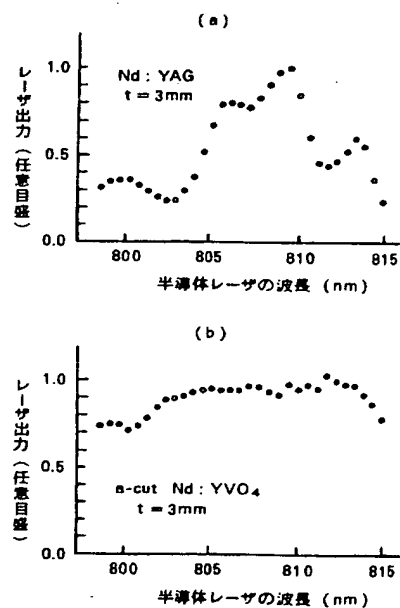 (a)
Nd : YAG
t = 3mm
レーザ出力（任意目盛）
1.0
0.5
0.0
800 805 810 815
半導体レーザの波長 (nm)
(b)
レーザ出力（任意目盛）
1.0
0.5
0.0
a-cut Nd : YVO₄
t = 3mm
800 805 810 815
半導体レーザの波長 (nm)